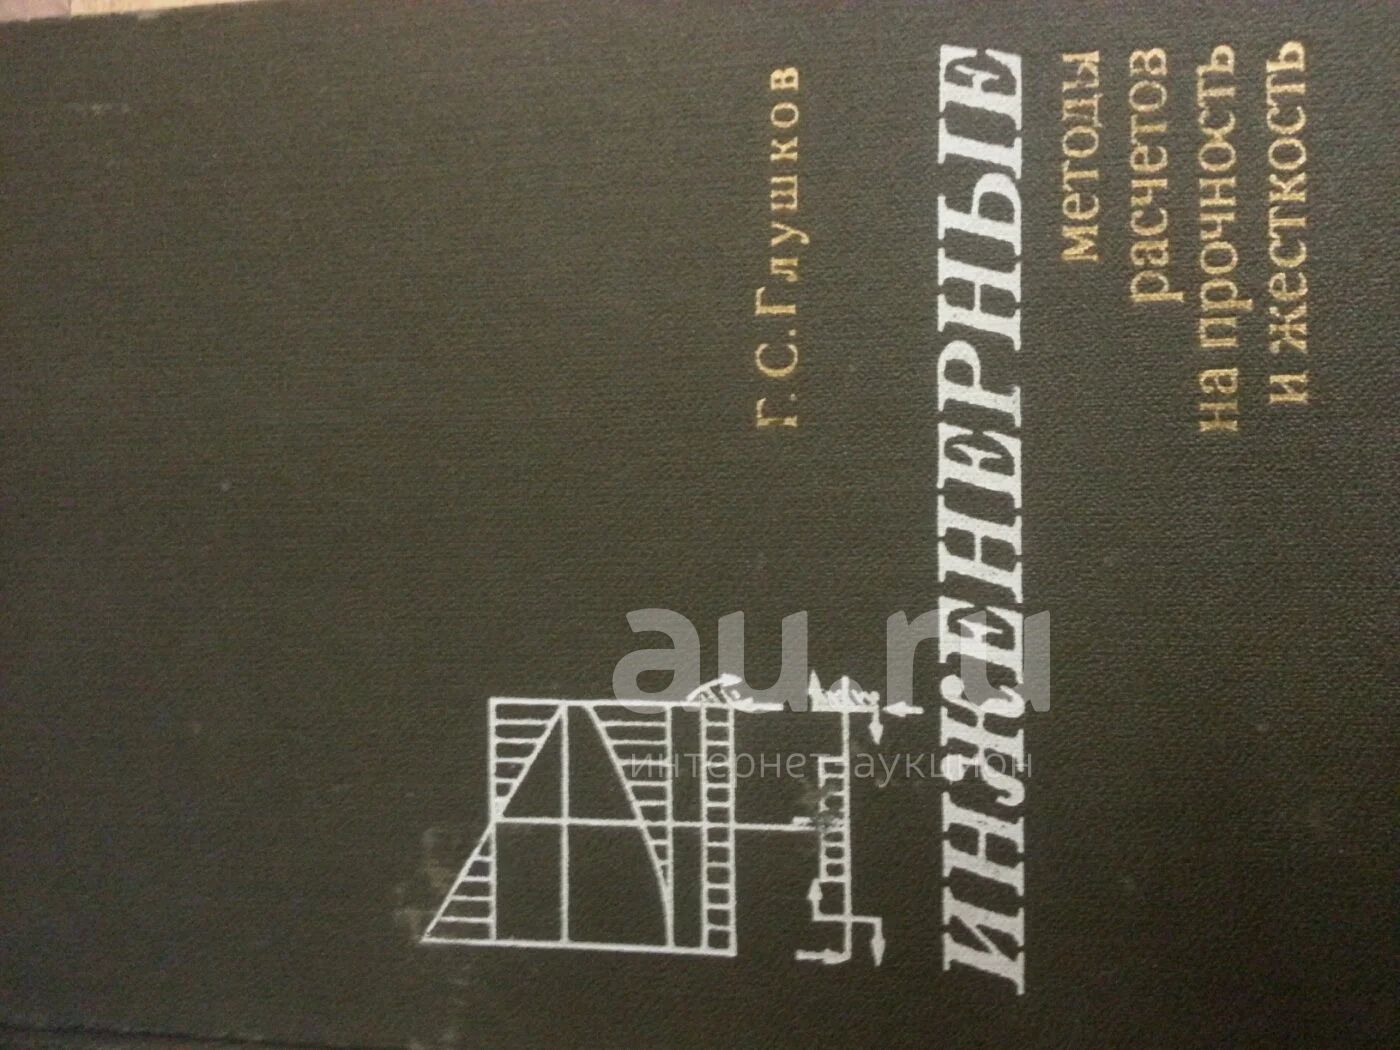 Г. С. Глушков
ИНЖЕНЕРНЫЕ
методы
расчетов
на прочность
и жесткость
au.ru
интернет аукцион